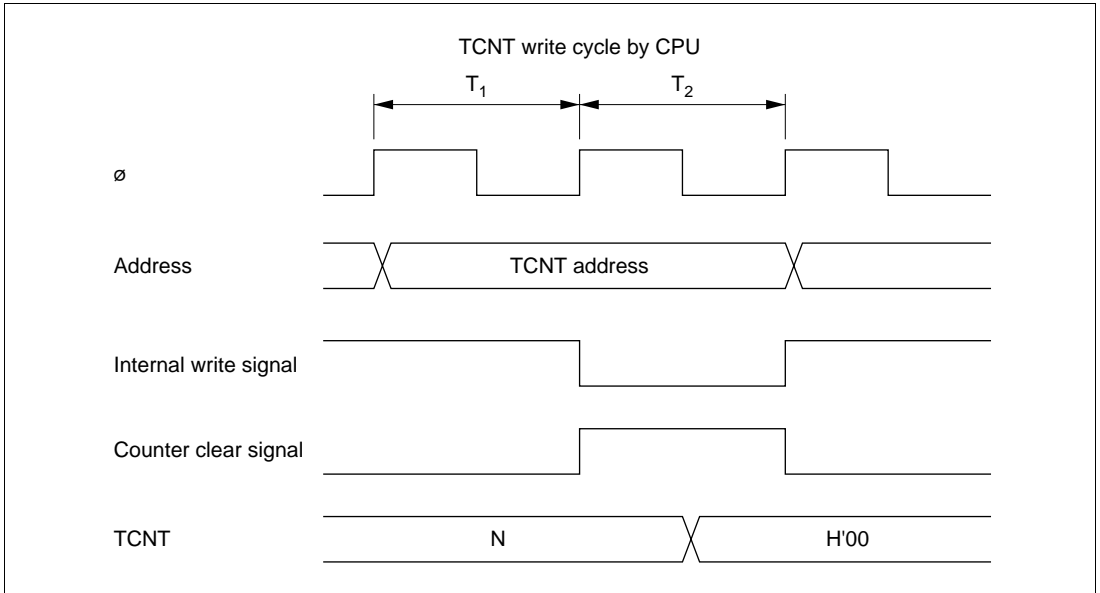 TCNT write cycle by CPU
T1 T2
ø
Address TCNT address
Internal write signal
Counter clear signal
TCNT N H'00